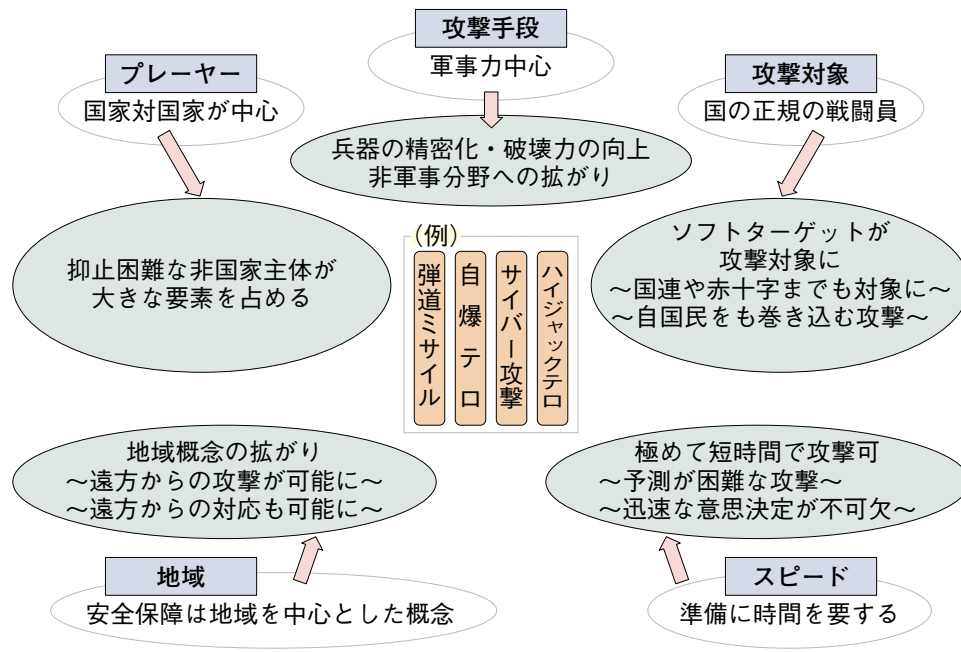 攻撃手段
軍事力中心
プレーヤー
国家対国家が中心
攻撃対象
国の正規の戦闘員
兵器の精密化・破壊力の向上
非軍事分野への拡がり
抑止困難な非国家主体が
大きな要素を占める
ソフトターゲットが
攻撃対象に
～国連や赤十字までも対象に～
～自国民をも巻き込む攻撃～
（例）
弾道ミサイル
自爆テロ
サイバー攻撃
ハイジャックテロ
地域概念の拡がり
～遠方からの攻撃が可能に～
～遠方からの対応も可能に～
極めて短時間で攻撃可
～予測が困難な攻撃～
～迅速な意思決定が不可欠～
地域
安全保障は地域を中心とした概念
スピード
準備に時間を要する